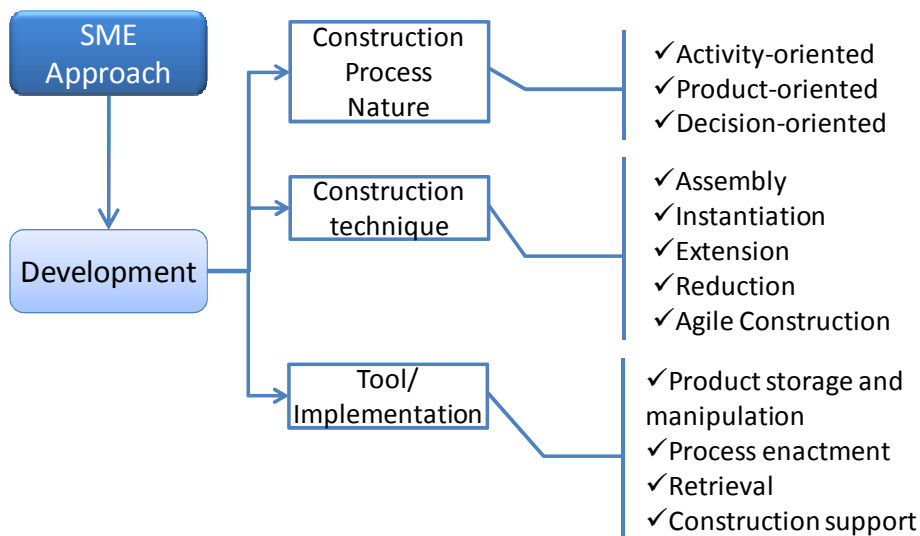 SME
Approach
Development
Construction
Process
Nature
✓Activity-oriented
✓Product-oriented
✓Decision-oriented
Construction
technique
✓Assembly
✓Instantiation
✓Extension
✓Reduction
✓Agile Construction
Tool/
Implementation
✓Product storage and
manipulation
✓Process enactment
✓Retrieval
✓Construction support